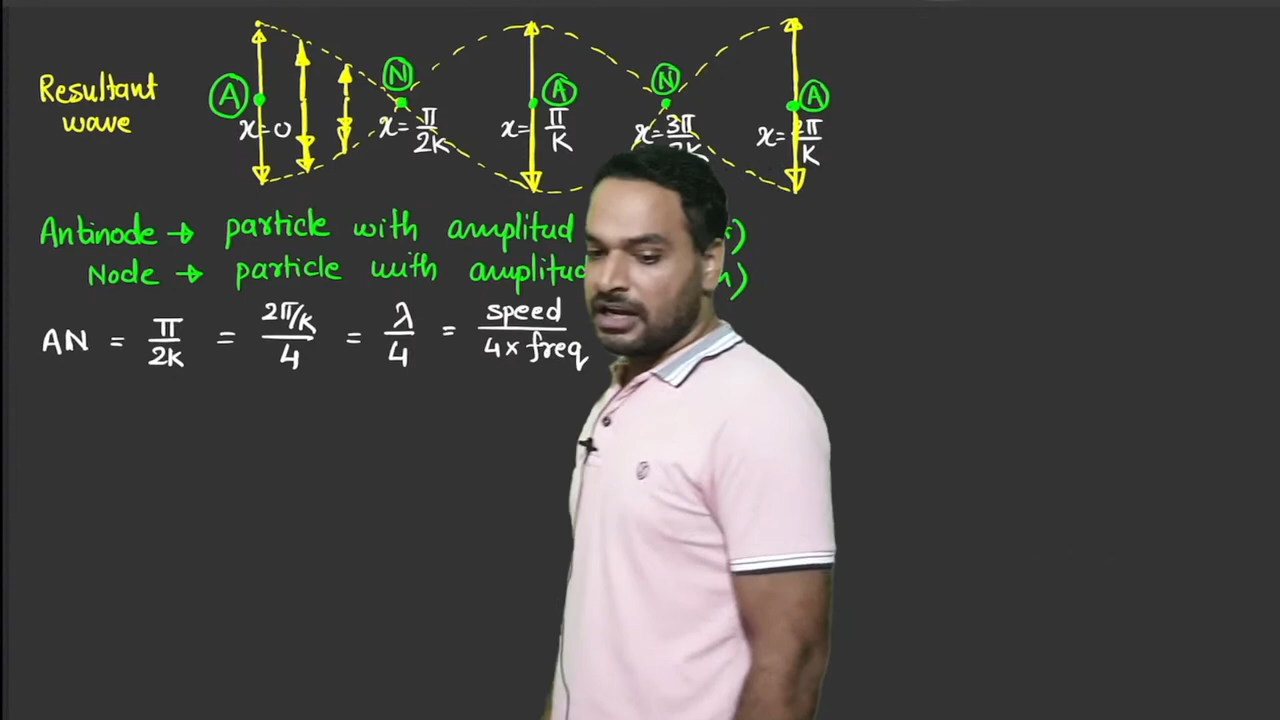 Resultant
wave
A
N
A
N
A
x=0
x= π/2K
x= π/K
x= 3π/2K
x= 2π/K
Antinode → particle with amplitud
Node → particle with amplitud
AN = π/2K = 2π/K/4 = λ/4 = speed/4 × freq